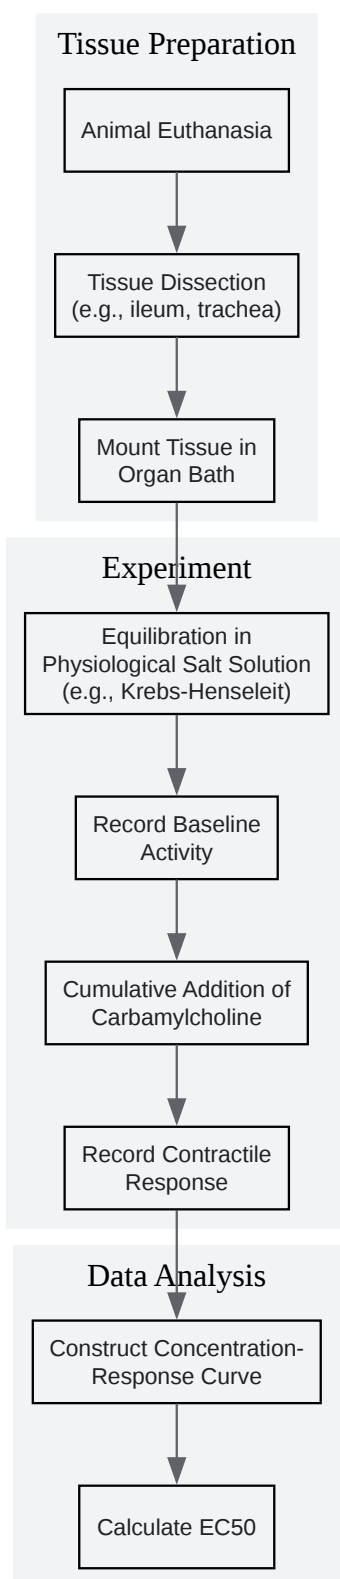 Tissue Preparation
Animal Euthanasia
Tissue Dissection
(e.g., ileum, trachea)
Mount Tissue in
Organ Bath
Experiment
Equilibration in
Physiological Salt Solution
(e.g., Krebs-Henseleit)
Record Baseline
Activity
Cumulative Addition of
Carbamylcholine
Record Contractile
Response
Data Analysis
Construct Concentration-
Response Curve
Calculate EC50